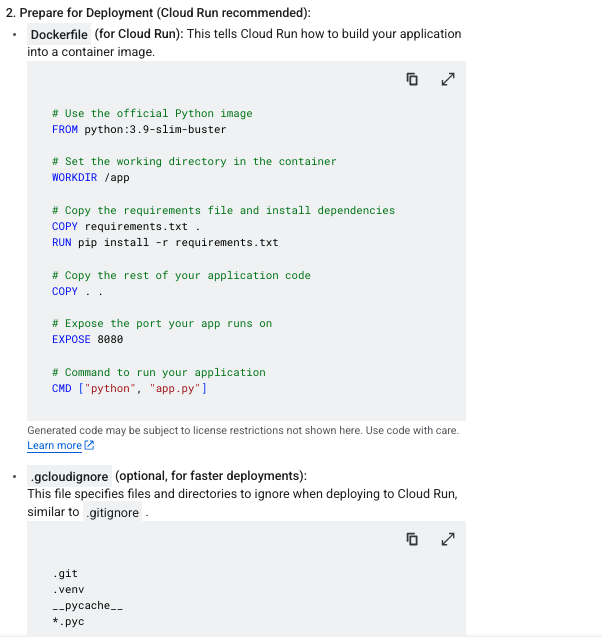 2. Prepare for Deployment (Cloud Run recommended):
• Dockerfile (for Cloud Run): This tells Cloud Run how to build your application
into a container image.
# Use the official Python image
FROM python:3.9-slim-buster
# Set the working directory in the container
WORKDIR /app
# Copy the requirements file and install dependencies
COPY requirements.txt .
RUN pip install -r requirements.txt
# Copy the rest of your application code
COPY . .
# Expose the port your app runs on
EXPOSE 8080
# Command to run your application
CMD ["python", "app.py"]
Generated code may be subject to license restrictions not shown here. Use code with care.
Learn more
• .gcloudignore (optional, for faster deployments):
This file specifies files and directories to ignore when deploying to Cloud Run,
similar to .gitignore .
.git
.venv
__pycache__
*.pyc